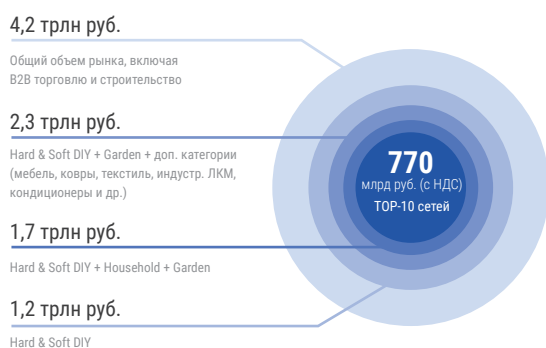 4,2 трлн руб.
Общий объем рынка, включая
B2B торговлю и строительство
2,3 трлн руб.
Hard & Soft DIY + Garden + доп. категории
(мебель, ковры, текстиль, индустр. ЛКМ,
кондиционеры и др.)
1,7 трлн руб.
Hard & Soft DIY + Household + Garden
1,2 трлн руб.
Hard & Soft DIY
770
млрд руб. (с НДС)
TOP-10 сетей